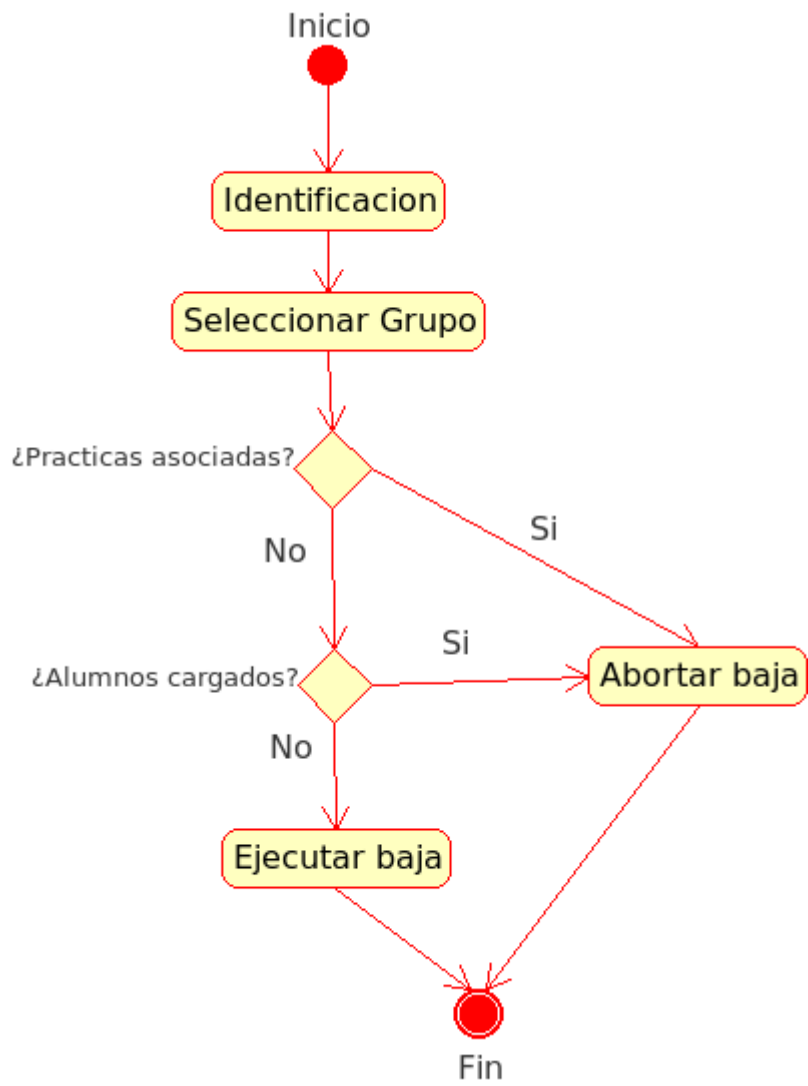 Inicio
Identificacion
Seleccionar Grupo
¿Practicas asociadas?
Si
No
Si
¿Alumnos cargados?
Abortar baja
No
Ejecutar baja
Fin